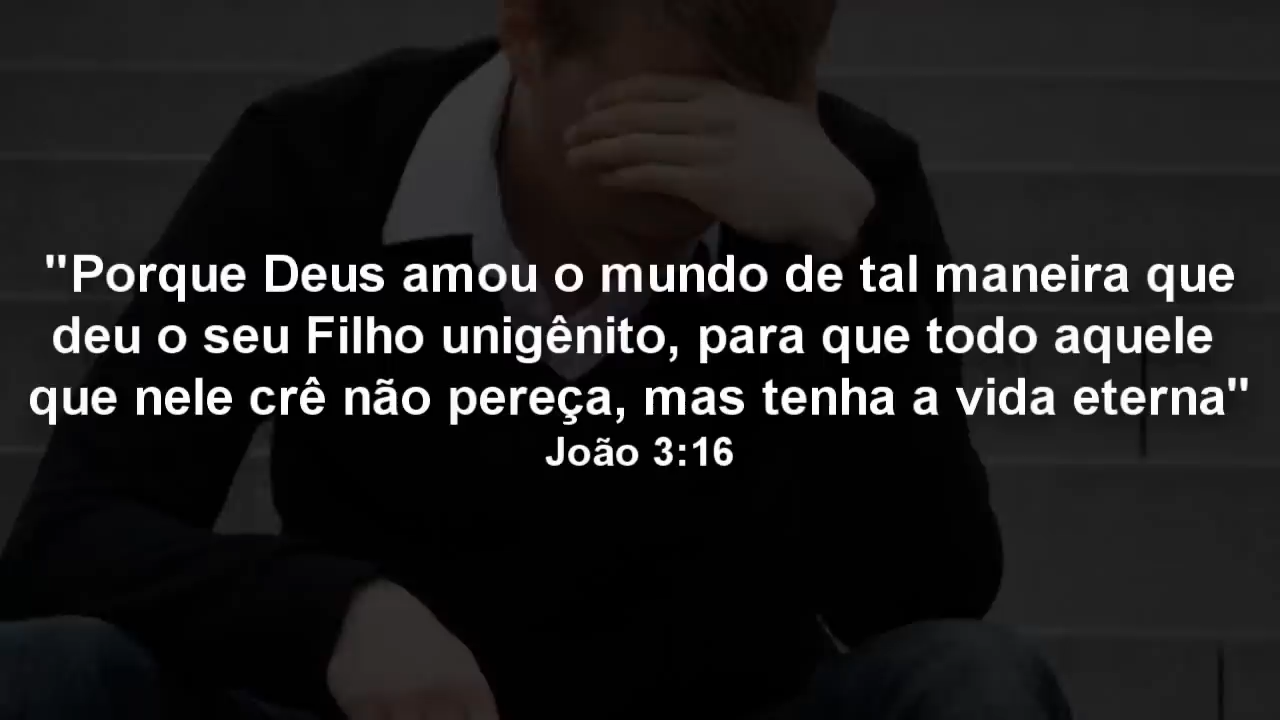 "Porque Deus amou o mundo de tal maneira que
deu o seu Filho unigênito, para que todo aquele
que nele crê não pereça, mas tenha a vida eterna"
João 3:16